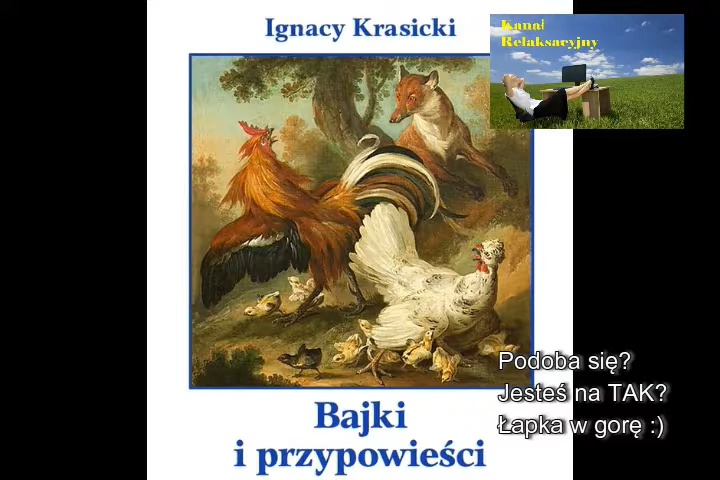 Ignacy Krasicki
Kanał
Relaksacyjny
Podoba się?
Jesteś na TAK?
Łapka w gorę :)
Bajki
i przypowieści